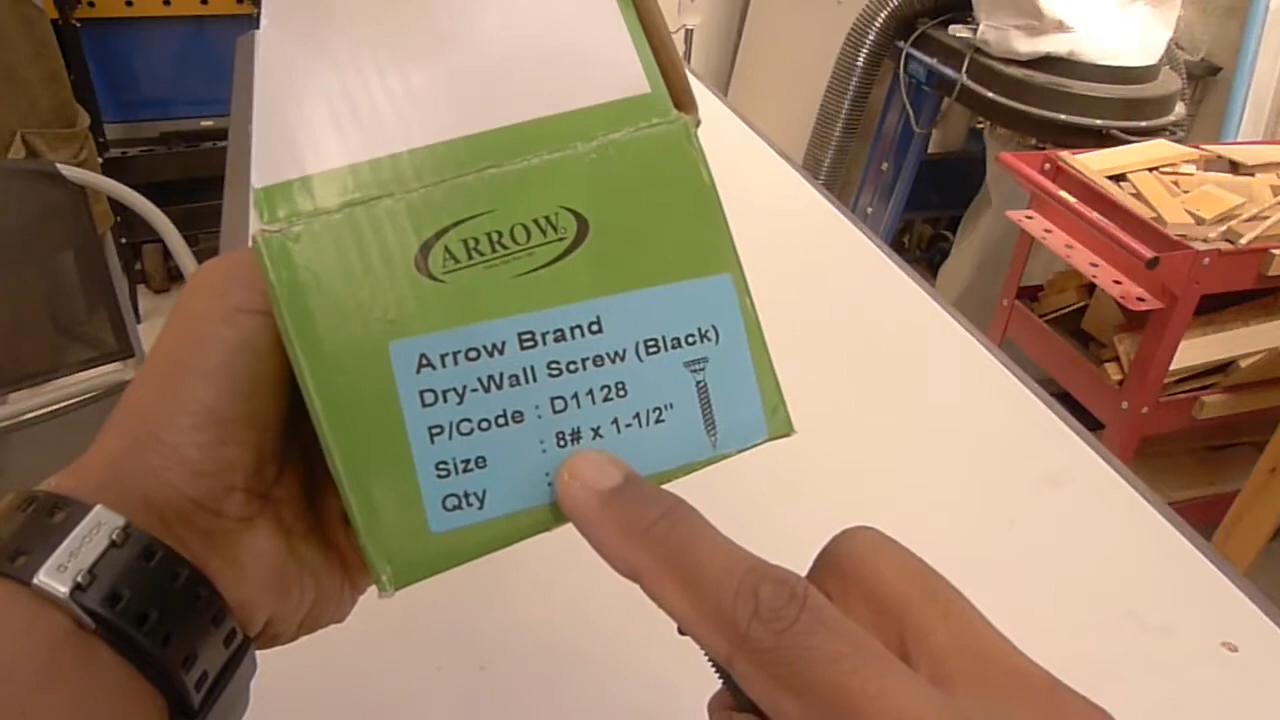 ARROW
Arrow Brand
Dry-Wall Screw (Black)
P/Code : D1128
Size : 8# x 1-1/2"
Qty :
G-SHOCK